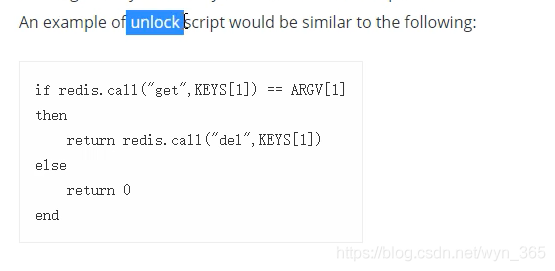 An example of unlock script would be similar to the following:
if redis.call("get",KEYS[1]) == ARGV[1]
then
    return redis.call("del",KEYS[1])
else
    return 0
end
https://blog.csdn.net/wyn_365